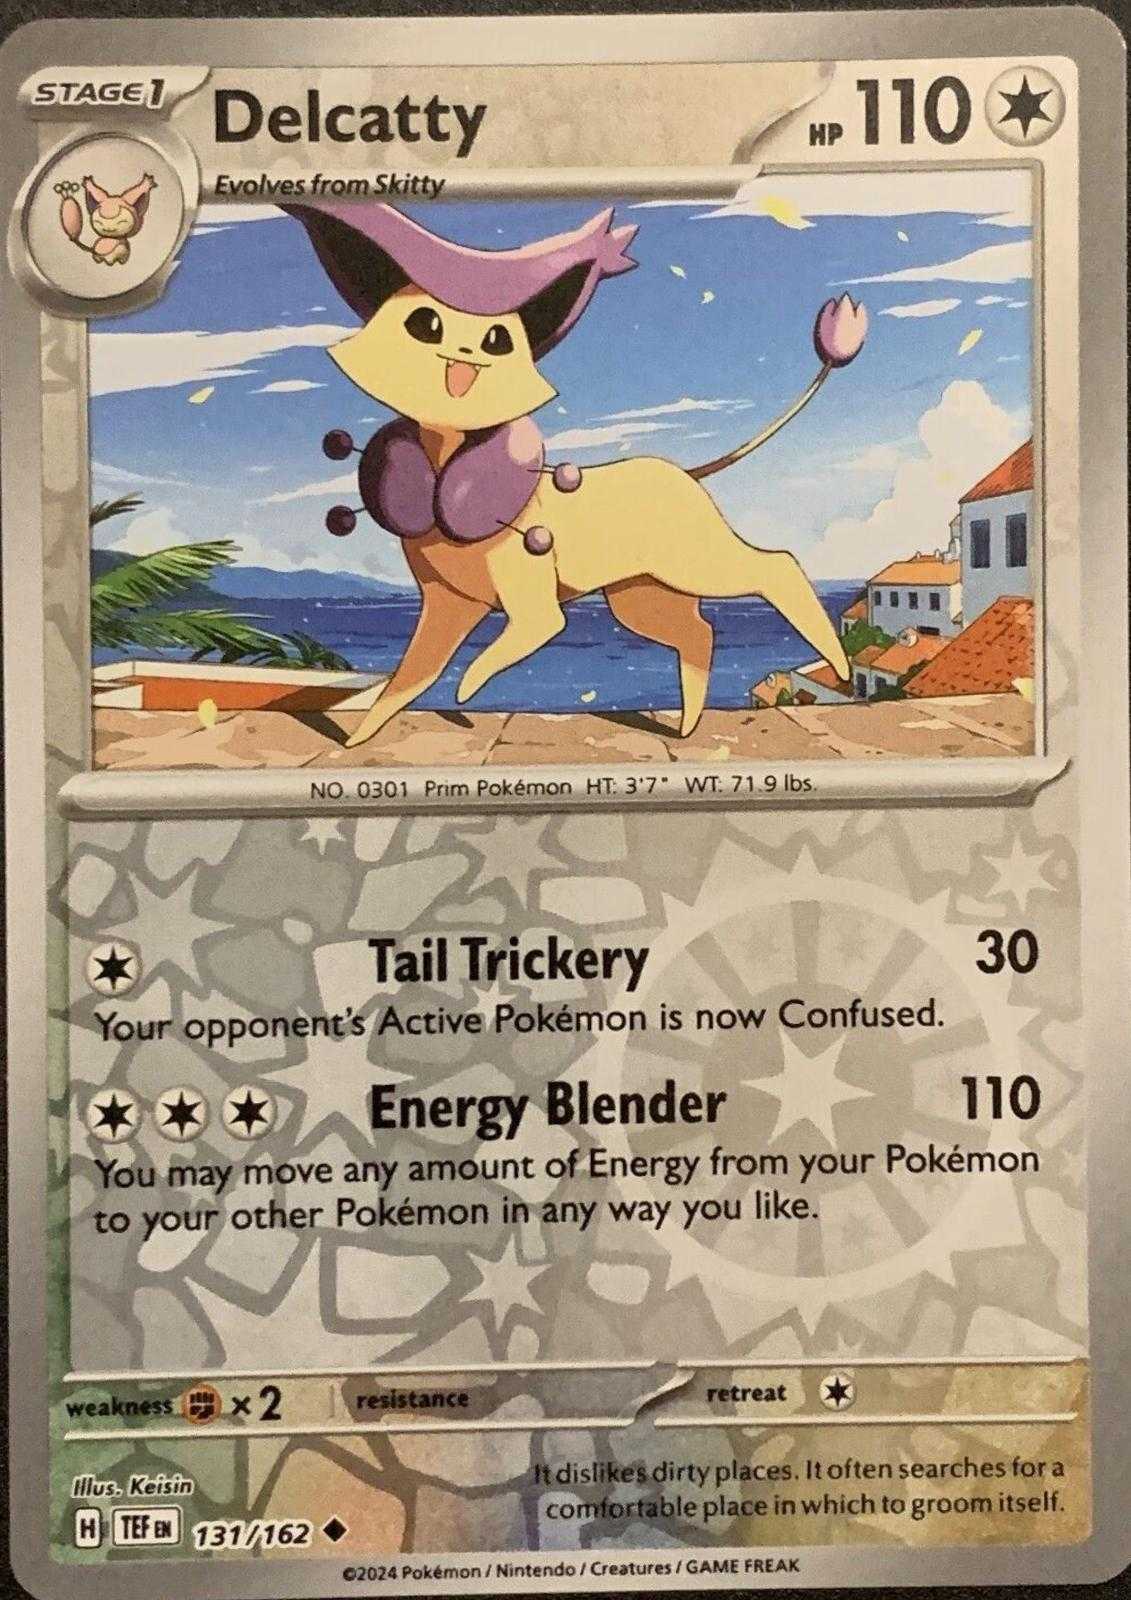 STAGE1
Delcatty
HP 110
Evolves from Skitty
NO. 0301 Prim Pokémon HT: 3'7" WT: 71.9 lbs.
Tail Trickery 30
Your opponent's Active Pokémon is now Confused.
Energy Blender 110
You may move any amount of Energy from your Pokémon
to your other Pokémon in any way you like.
weakness ×2 resistance retreat
It dislikes dirty places. It often searches for a
comfortable place in which to groom itself.
Illus. Keisin
H TEF EN 131/162
©2024 Pokémon / Nintendo / Creatures / GAME FREAK